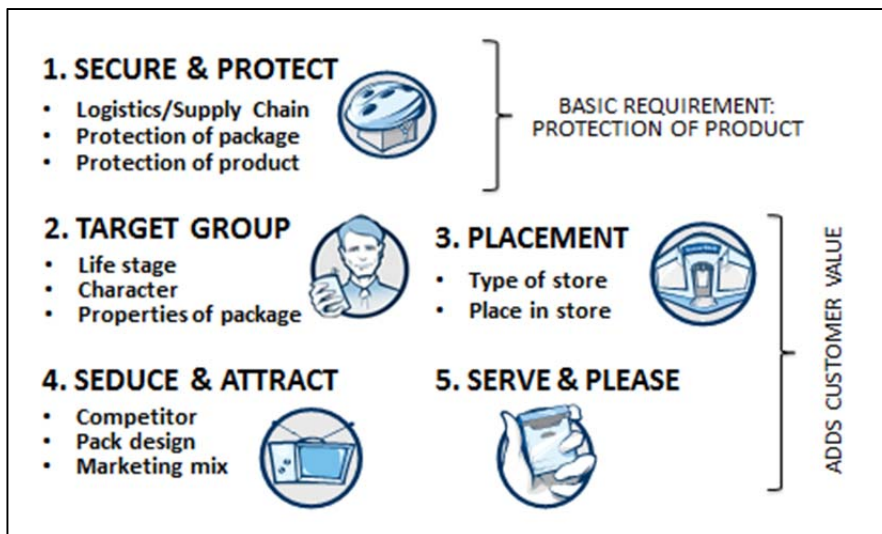 1. SECURE & PROTECT
• Logistics/Supply Chain
• Protection of package
• Protection of product
BASIC REQUIREMENT:
PROTECTION OF PRODUCT
2. TARGET GROUP
• Life stage
• Character
• Properties of package
3. PLACEMENT
• Type of store
• Place in store
4. SEDUCE & ATTRACT
• Competitor
• Pack design
• Marketing mix
5. SERVE & PLEASE
ADDS CUSTOMER VALUE